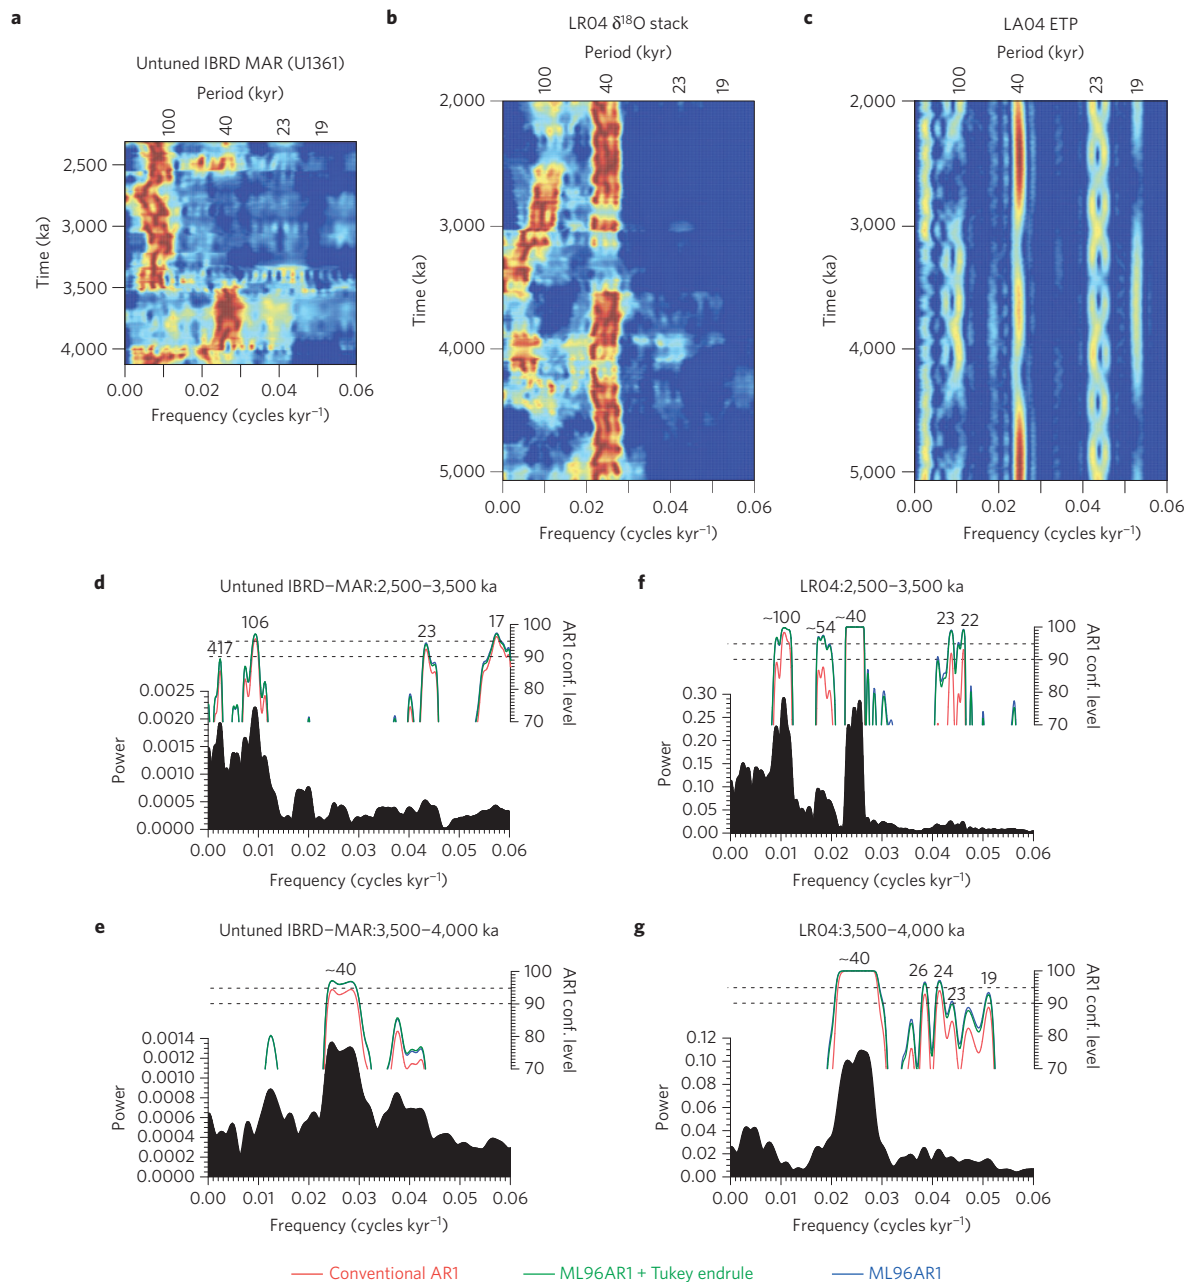 a
Untuned IBRD MAR (U1361)
Period (kyr)
100 40 23 19
Time (ka)
2,500
3,000
3,500
4,000
0.00 0.02 0.04 0.06
Frequency (cycles kyr⁻¹)
b
LR04 δ¹⁸O stack
Period (kyr)
100 40 23 19
Time (ka)
2,000
3,000
4,000
5,000
0.00 0.02 0.04 0.06
Frequency (cycles kyr⁻¹)
c
LA04 ETP
Period (kyr)
100 40 23 19
Time (ka)
2,000
3,000
4,000
5,000
0.00 0.02 0.04 0.06
Frequency (cycles kyr⁻¹)
d
Untuned IBRD–MAR:2,500–3,500 ka
417 106 23 17
100
90
80
70
AR1 conf. level
0.0025
0.0020
0.0015
0.0010
0.0005
0.0000
Power
0.00 0.01 0.02 0.03 0.04 0.05 0.06
Frequency (cycles kyr⁻¹)
f
LR04:2,500–3,500 ka
~100 ~54 ~40 23 22
100
90
80
70
AR1 conf. level
0.30
0.25
0.20
0.15
0.10
0.05
0.00
Power
0.00 0.01 0.02 0.03 0.04 0.05 0.06
Frequency (cycles kyr⁻¹)
e
Untuned IBRD–MAR:3,500–4,000 ka
~40
100
90
80
70
AR1 conf. level
0.0014
0.0012
0.0010
0.0008
0.0006
0.0004
0.0002
0.0000
Power
0.00 0.01 0.02 0.03 0.04 0.05 0.06
Frequency (cycles kyr⁻¹)
g
LR04:3,500–4,000 ka
~40 26 24 23 19
100
90
80
70
AR1 conf. level
0.12
0.10
0.08
0.06
0.04
0.02
0.00
Power
0.00 0.01 0.02 0.03 0.04 0.05 0.06
Frequency (cycles kyr⁻¹)
Conventional AR1
ML96AR1 + Tukey endrule
ML96AR1